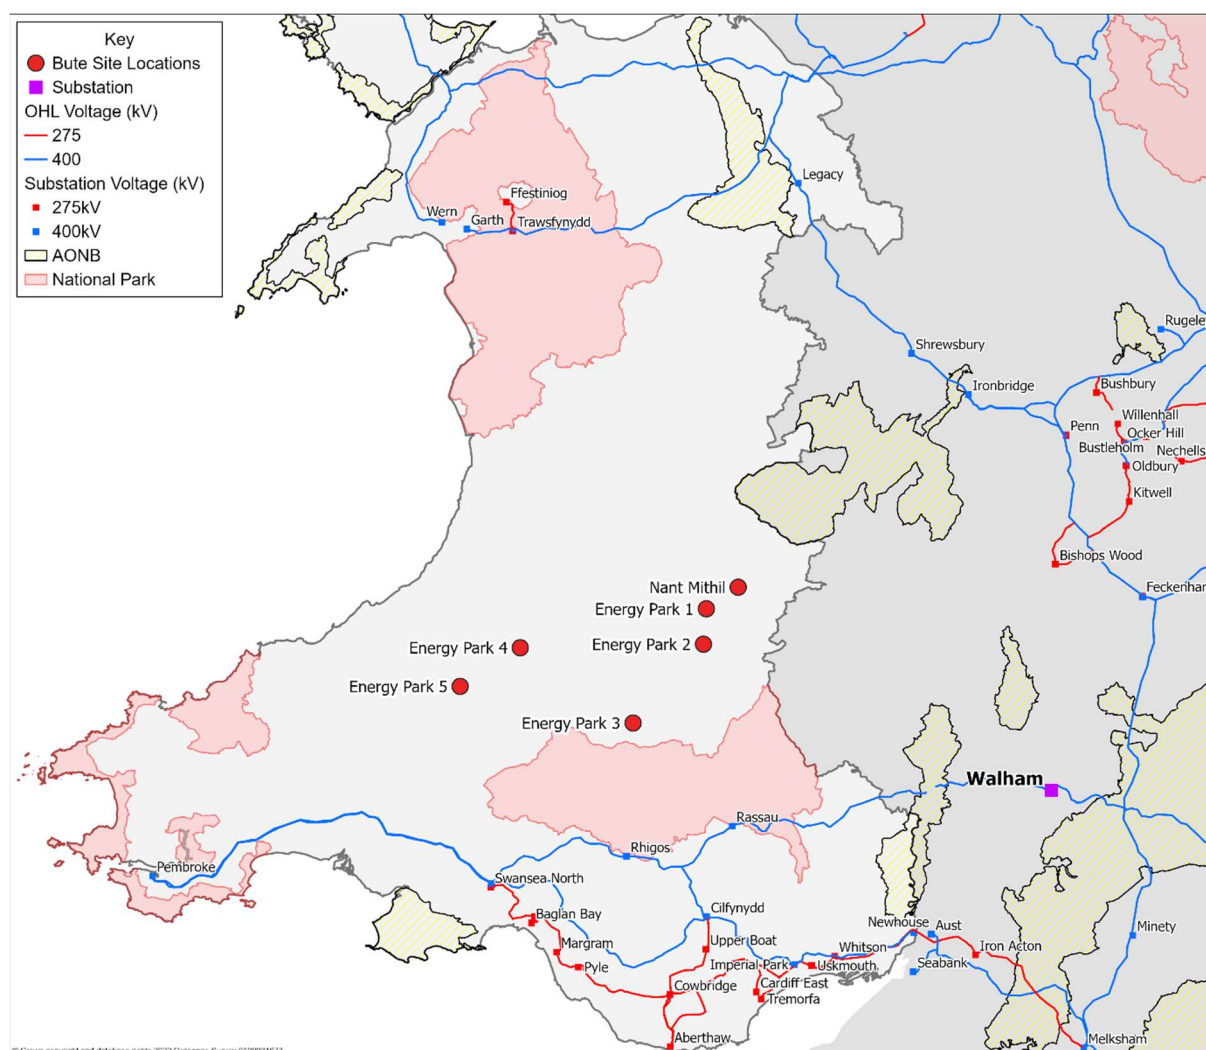 Key
Bute Site Locations
Substation
OHL Voltage (kV)
275
400
Substation Voltage (kV)
275kV
400kV
AONB
National Park
Legacy
Ffestiniog
Wern
Garth
Trawsfynydd
Rugele
Shrewsbury
Ironbridge
Bushbury
Willenhall
Penn
Ocker Hill
Bustleholm
Nechells
Oldbury
Kitwell
Bishops Wood
Nant Mithil
Feckenham
Energy Park 1
Energy Park 2
Energy Park 4
Energy Park 5
Energy Park 3
Walham
Rassau
Rhigos
Pembroke
Swansea North
Baglan Bay
Cilfynydd
Newhouse
Aust
Minety
Margram
Upper Boat
Whitson
Iron Acton
Pyle
Imperial Park
Uskmouth
Seabank
Cowbridge
Cardiff East
Tremorfa
Aberthaw
Melksham